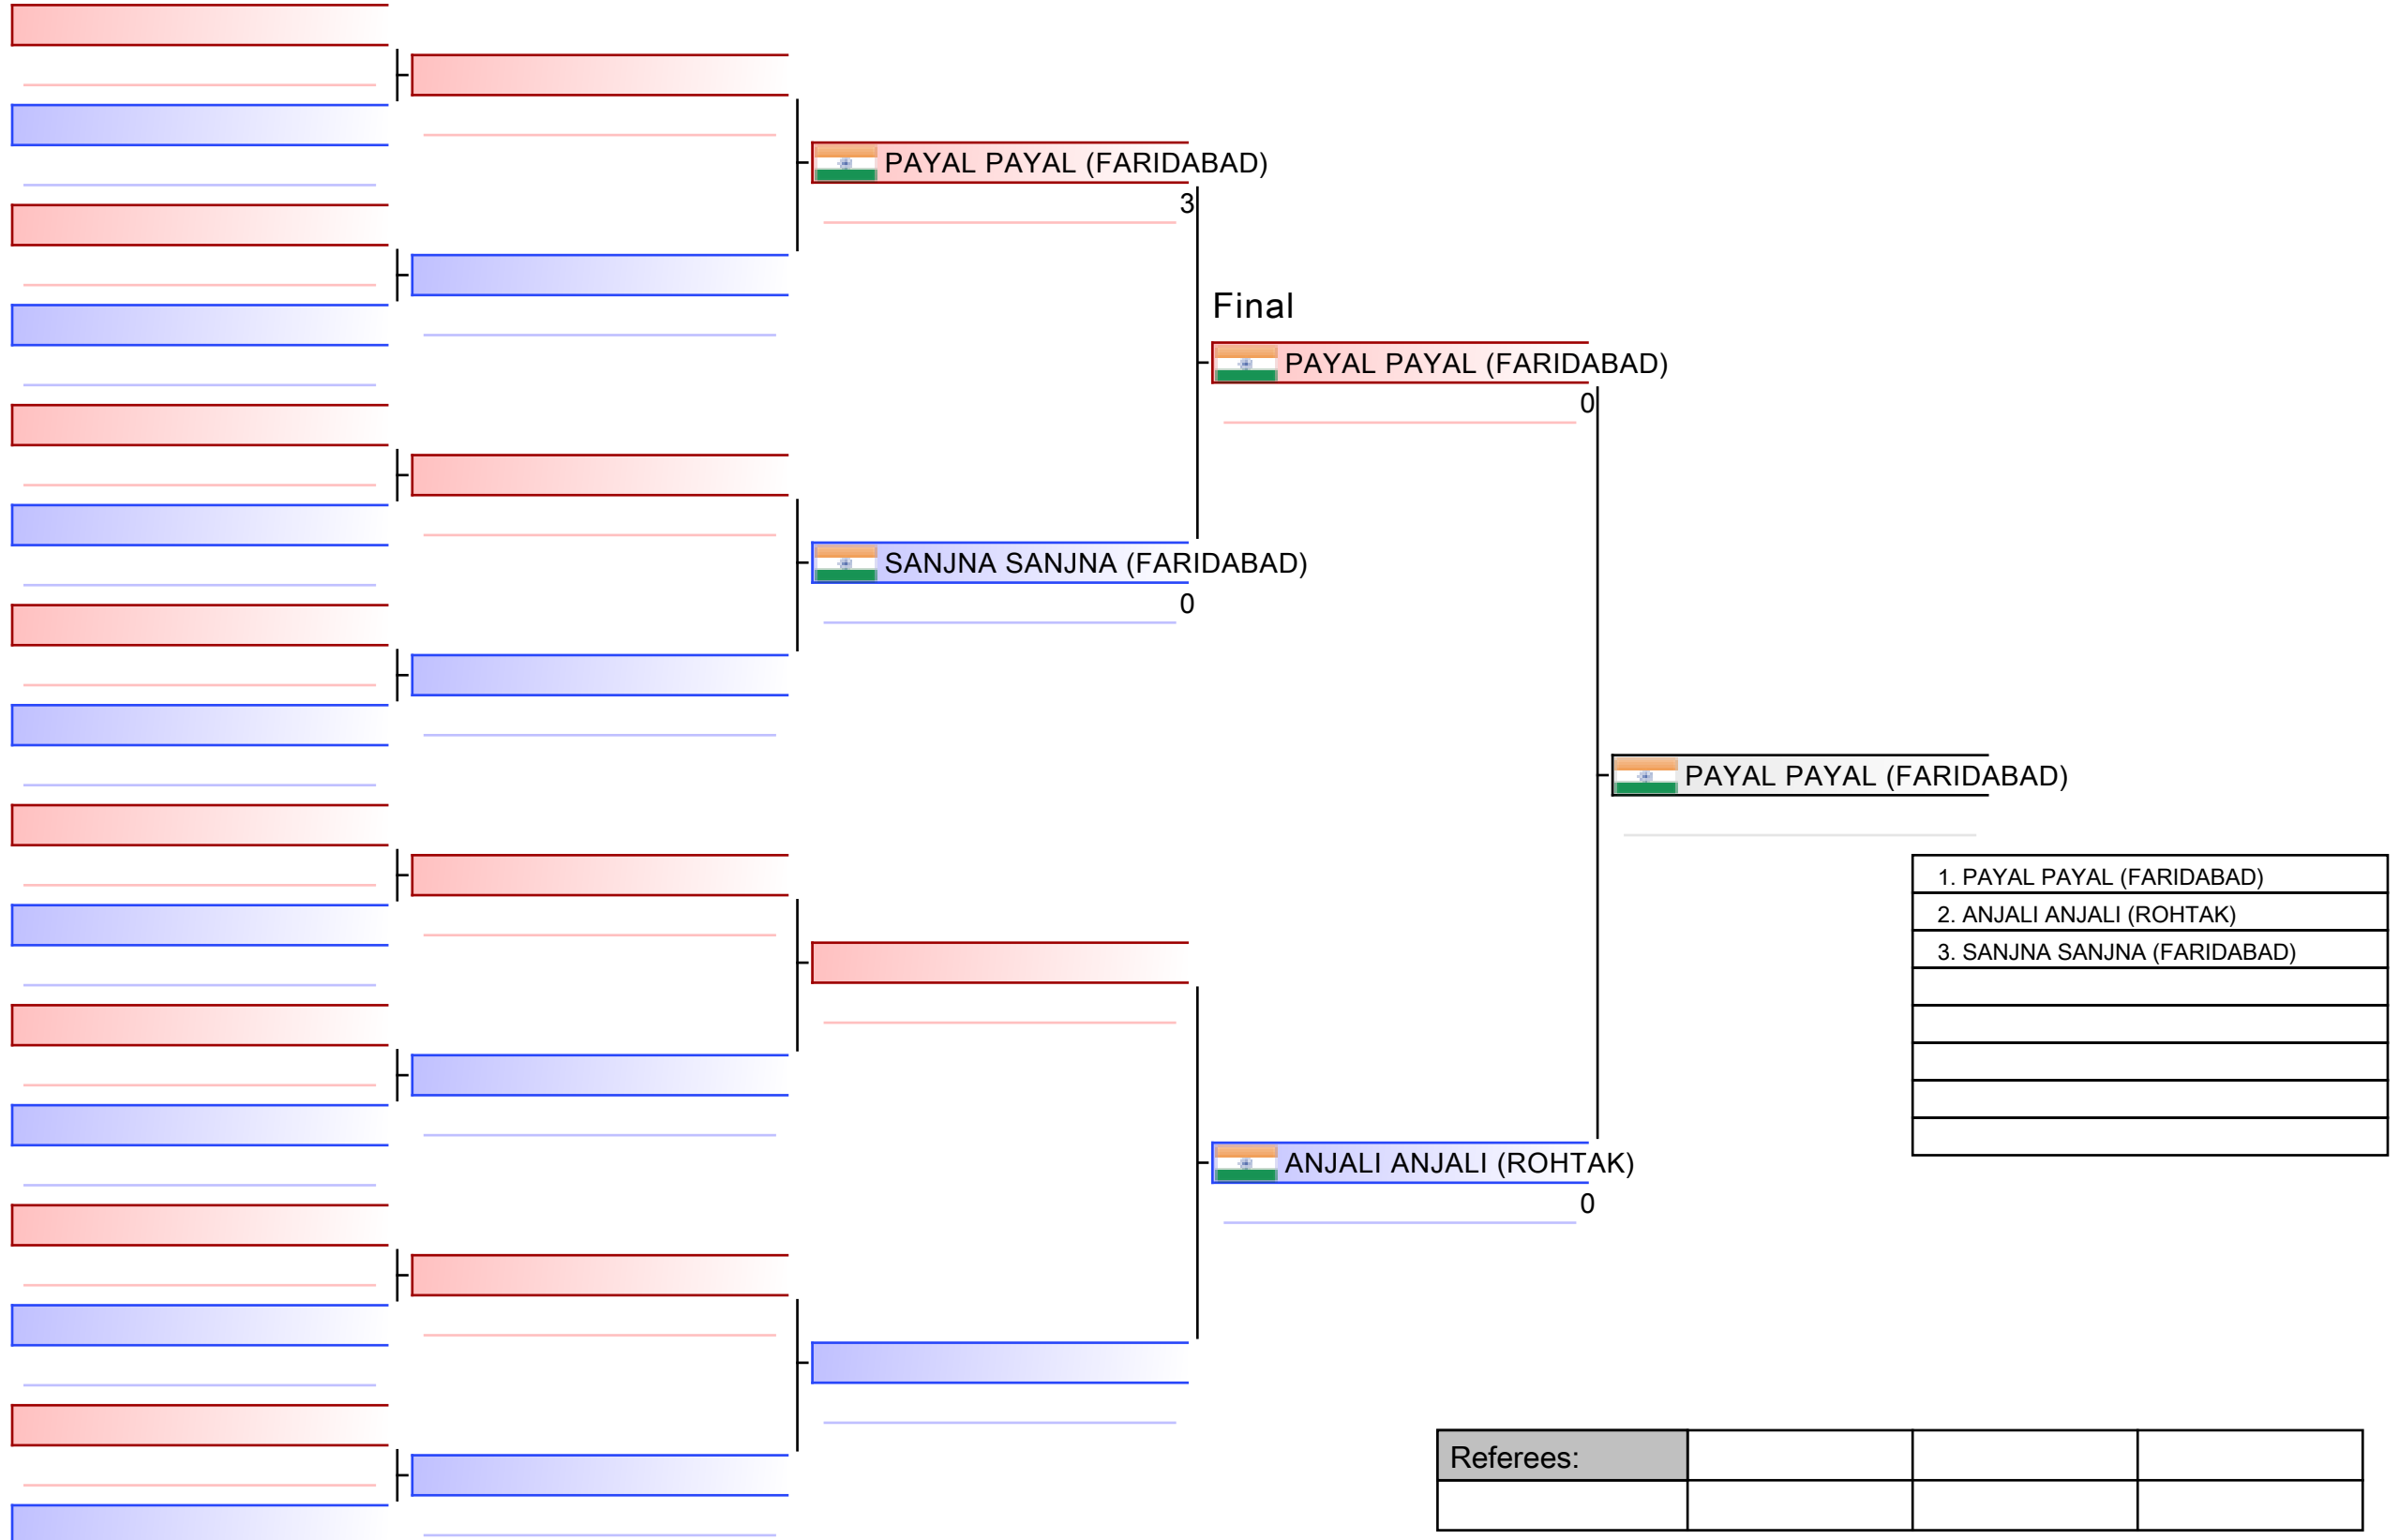 PAYAL PAYAL (FARIDABAD)
3
Final
PAYAL PAYAL (FARIDABAD)
0
SANJNA SANJNA (FARIDABAD)
0
PAYAL PAYAL (FARIDABAD)
1. PAYAL PAYAL (FARIDABAD)
2. ANJALI ANJALI (ROHTAK)
3. SANJNA SANJNA (FARIDABAD)
ANJALI ANJALI (ROHTAK)
0
Referees: